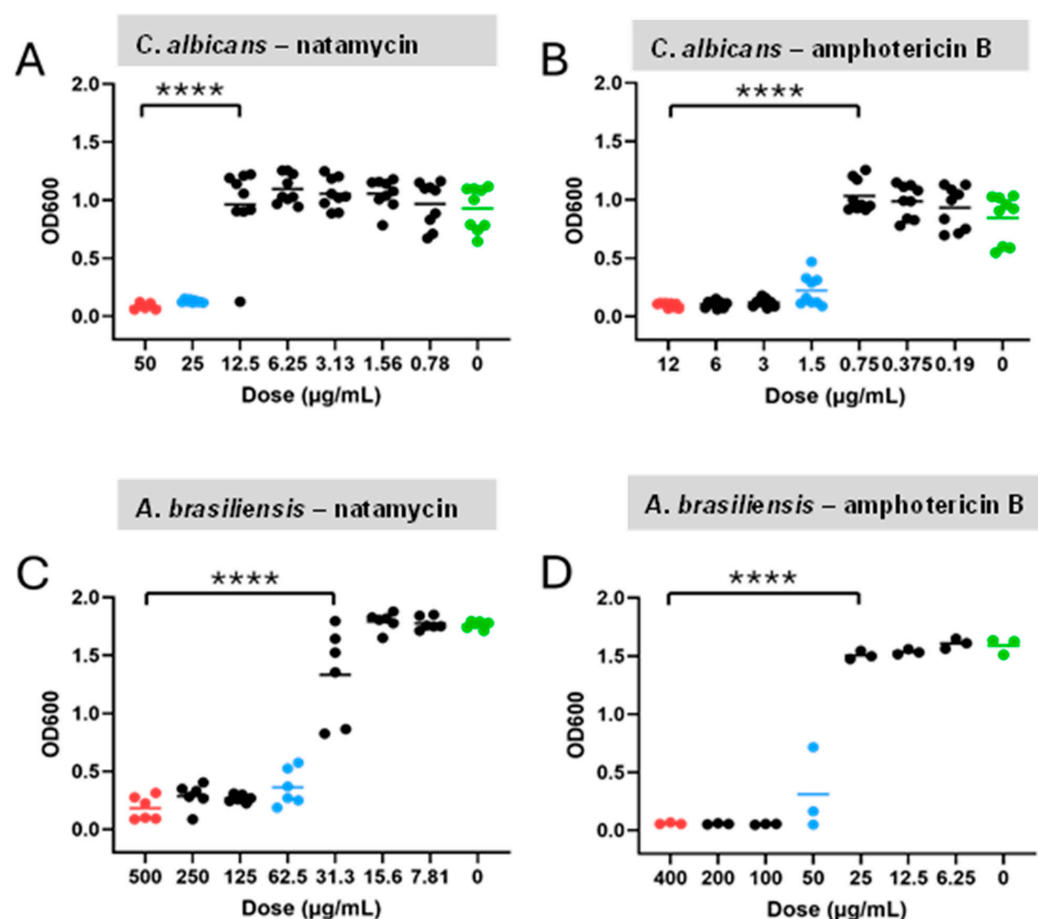 A
C. albicans – natamycin
****
2.0
1.5
1.0
0.5
0.0
OD600
50 25 12.5 6.25 3.13 1.56 0.78 0
Dose (µg/mL)
B
C. albicans – amphotericin B
****
2.0
1.5
1.0
0.5
0.0
OD600
12 6 3 1.5 0.75 0.375 0.19 0
Dose (µg/mL)
C
A. brasiliensis – natamycin
****
2.0
1.5
1.0
0.5
0.0
OD600
500 250 125 62.5 31.3 15.6 7.81 0
Dose (µg/mL)
D
A. brasiliensis – amphotericin B
****
2.0
1.5
1.0
0.5
0.0
OD600
400 200 100 50 25 12.5 6.25 0
Dose (µg/mL)